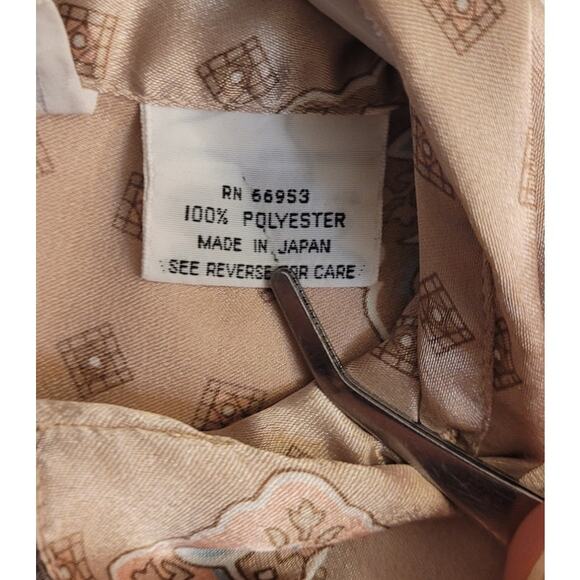 RN 66953
100% POLYESTER
MADE IN JAPAN
SEE REVERSE FOR CARE